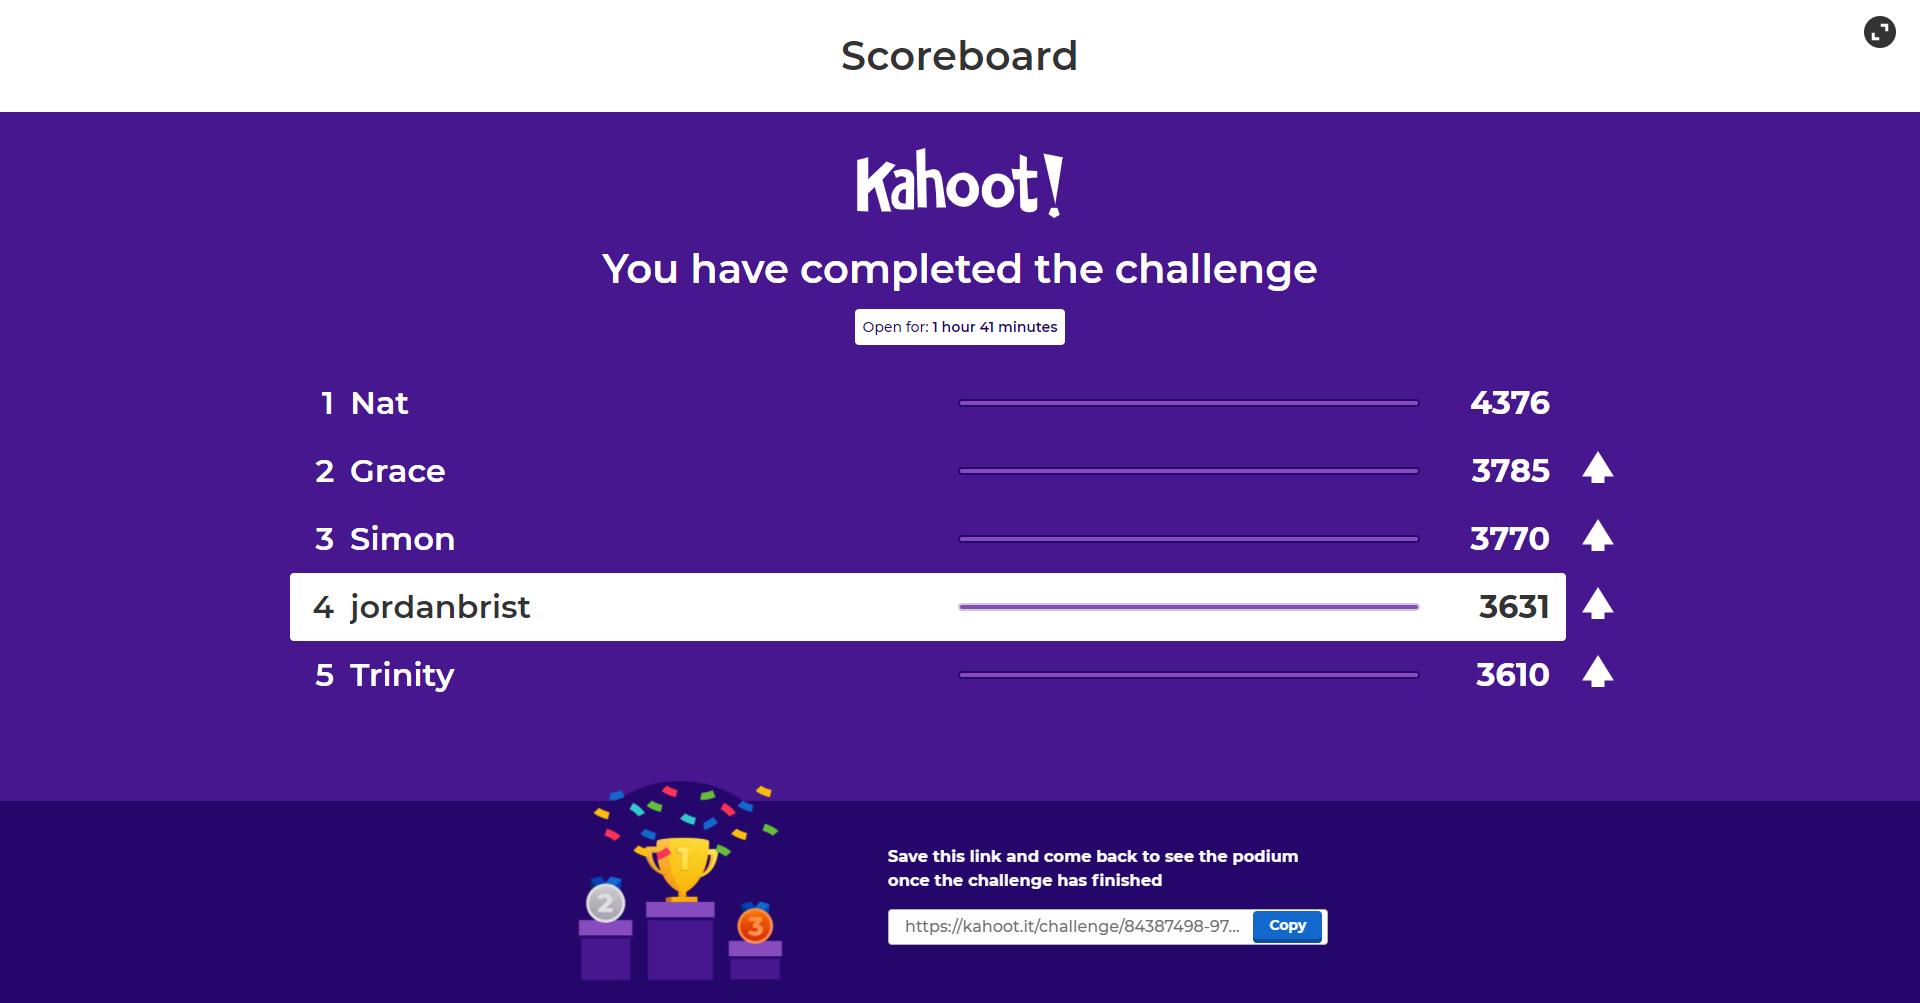 Scoreboard
Kahoot!
You have completed the challenge
Open for: 1 hour 41 minutes
1 Nat 4376
2 Grace 3785
3 Simon 3770
4 jordanbrist 3631
5 Trinity 3610
1
2
3
Save this link and come back to see the podium
once the challenge has finished
https://kahoot.it/challenge/84387498-97... Copy